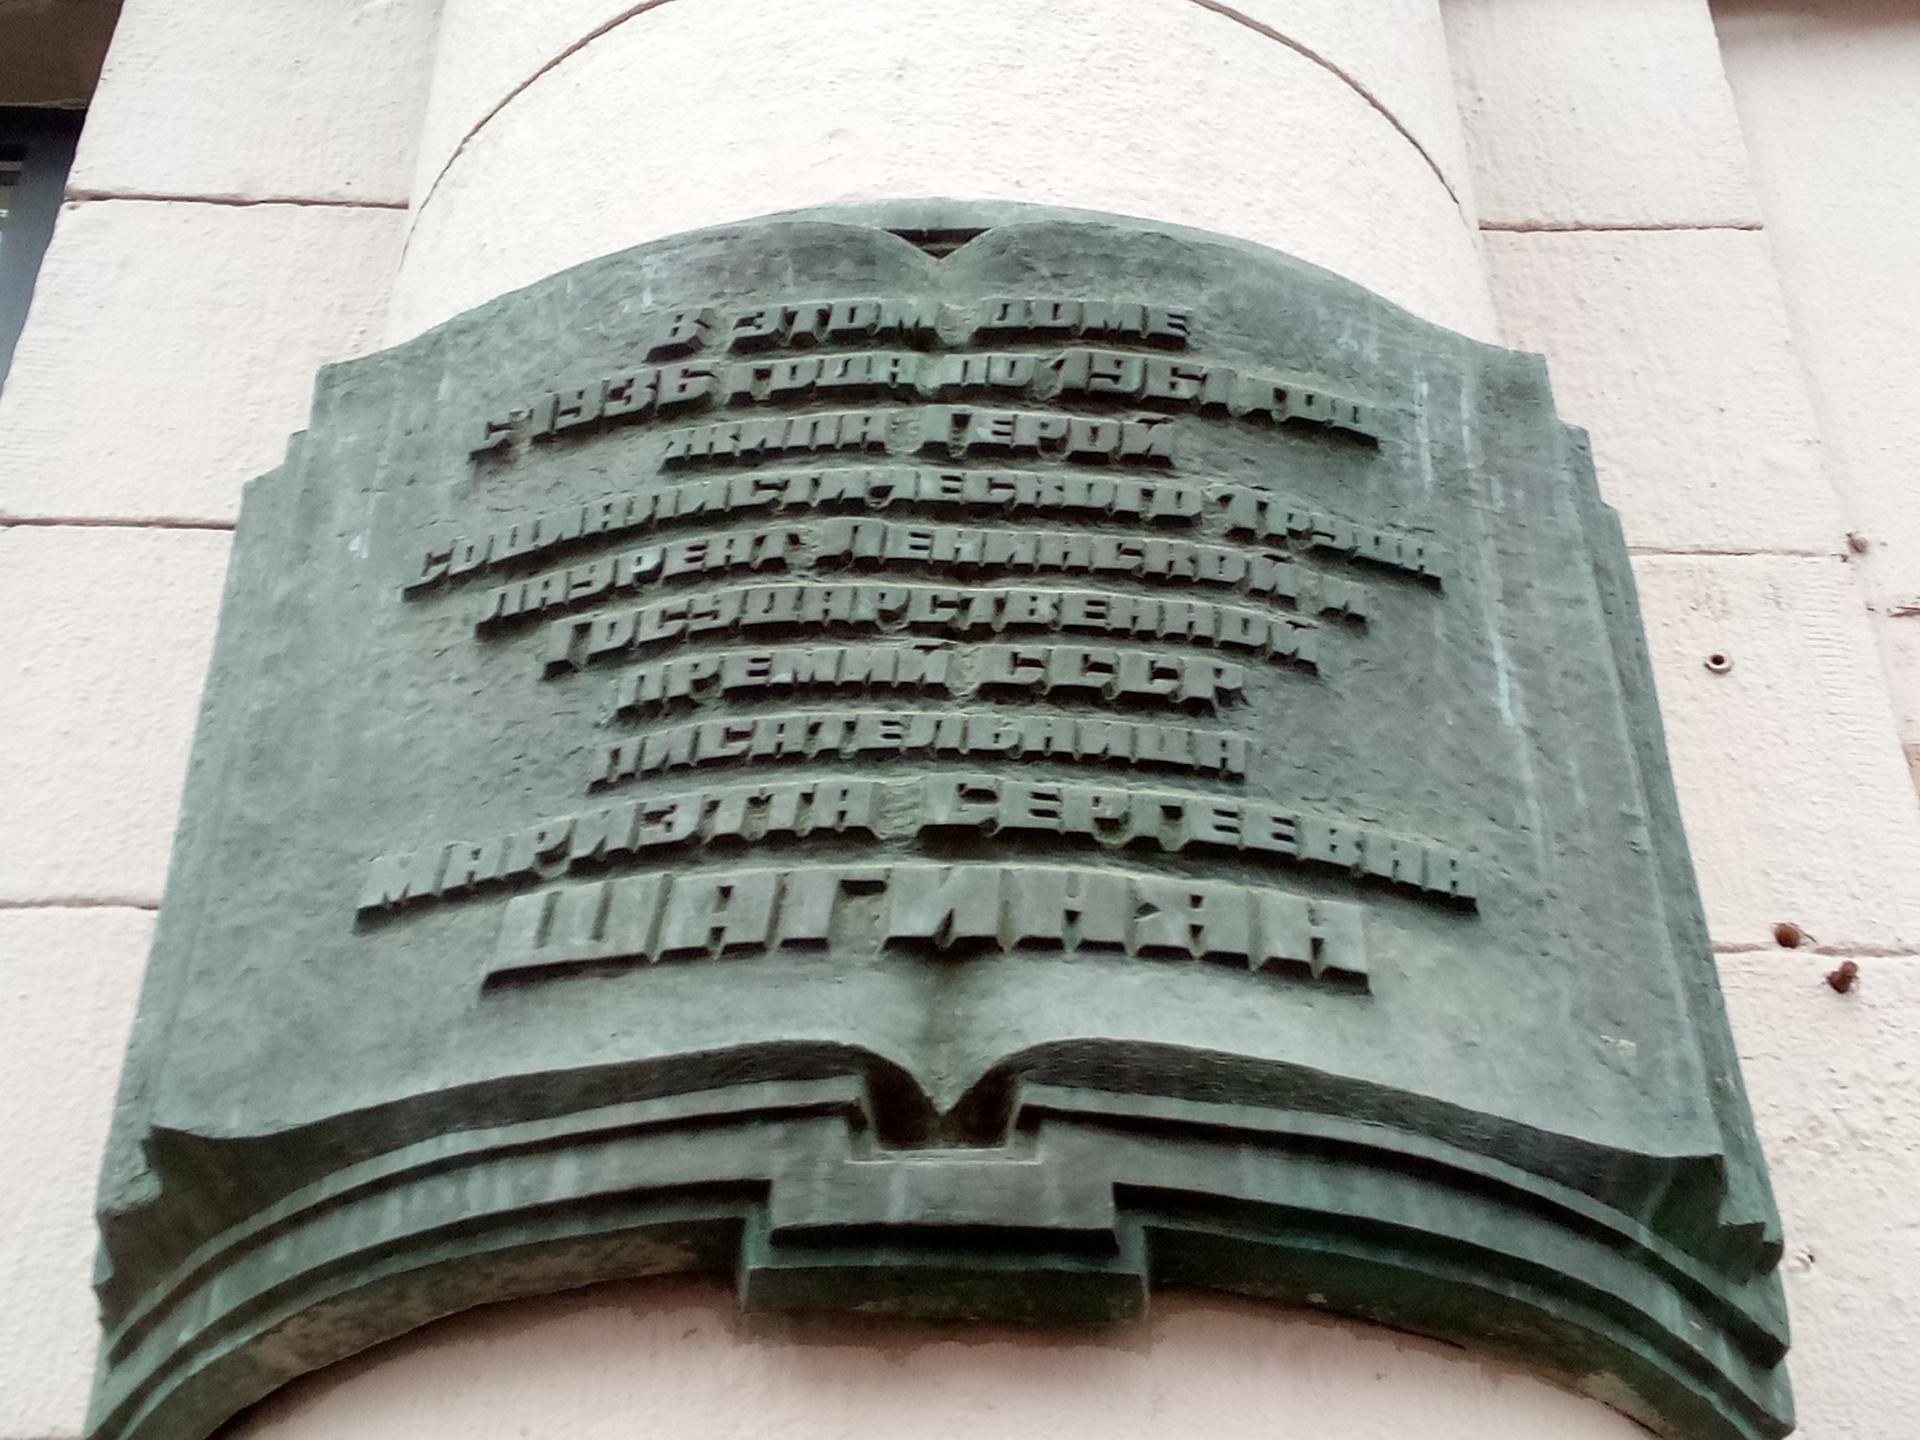 В ЭТОМ ДОМЕ
С 1936 ГОДА ПО 1961 ГОД
ЖИЛА ГЕРОЙ
СОЦИАЛИСТИЧЕСКОГО ТРУДА
ЛАУРЕАТ ЛЕНИНСКОЙ И
ГОСУДАРСТВЕННОЙ
ПРЕМИЙ СССР
ПИСАТЕЛЬНИЦА
МАРИЭТТА СЕРГЕЕВНА
ШАГИНЯН